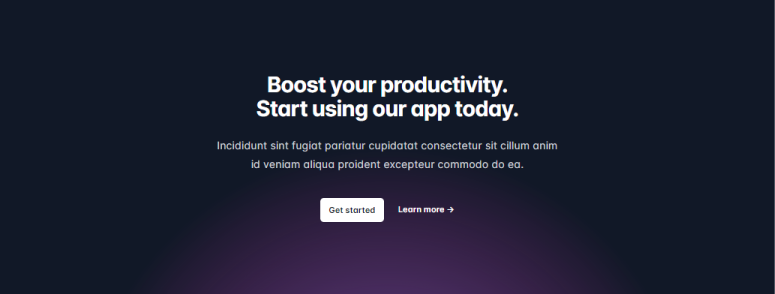 Boost your productivity.
Start using our app today.
Incididunt sint fugiat pariatur cupidatat consectetur sit cillum anim
id veniam aliqua proident excepteur commodo do ea.
Get started
Learn more →